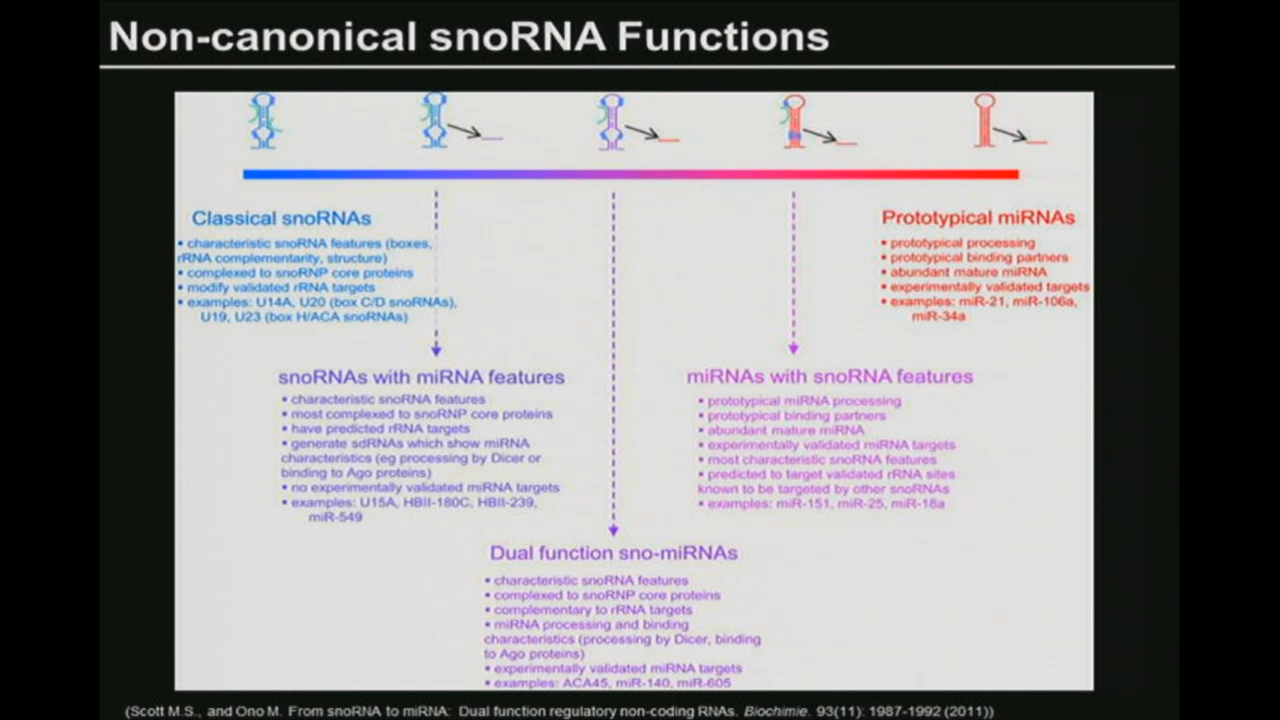 Non-canonical snoRNA Functions
Classical snoRNAs
▪ characteristic snoRNA features (boxes,
rRNA complementarity, structure)
▪ complexed to snoRNP core proteins
▪ modify validated rRNA targets
▪ examples: U14A, U20 (box C/D snoRNAs),
U19, U23 (box H/ACA snoRNAs)
Prototypical miRNAs
▪ prototypical processing
▪ prototypical binding partners
▪ abundant mature miRNA
▪ experimentally validated targets
▪ examples: miR-21, miR-106a,
miR-34a
snoRNAs with miRNA features
▪ characteristic snoRNA features
▪ most complexed to snoRNP core proteins
▪ have predicted rRNA targets
▪ generate sdRNAs which show miRNA
characteristics (eg processing by Dicer or
binding to Ago proteins)
▪ no experimentally validated miRNA targets
▪ examples: U15A, HBII-180C, HBII-239,
miR-549
miRNAs with snoRNA features
▪ prototypical miRNA processing
▪ prototypical binding partners
▪ abundant mature miRNA
▪ experimentally validated miRNA targets
▪ most characteristic snoRNA features
▪ predicted to target validated rRNA sites
known to be targeted by other snoRNAs
▪ examples: miR-151, miR-25, miR-18a
Dual function sno-miRNAs
▪ characteristic snoRNA features
▪ complexed to snoRNP core proteins
▪ complementary to rRNA targets
▪ miRNA processing and binding
characteristics (processing by Dicer, binding
to Ago proteins)
▪ experimentally validated miRNA targets
▪ examples: ACA45, miR-140, miR-605
(Scott M.S., and Ono M. From snoRNA to miRNA: Dual function regulatory non-coding RNAs. Biochimie. 93(11): 1987-1992 (2011))